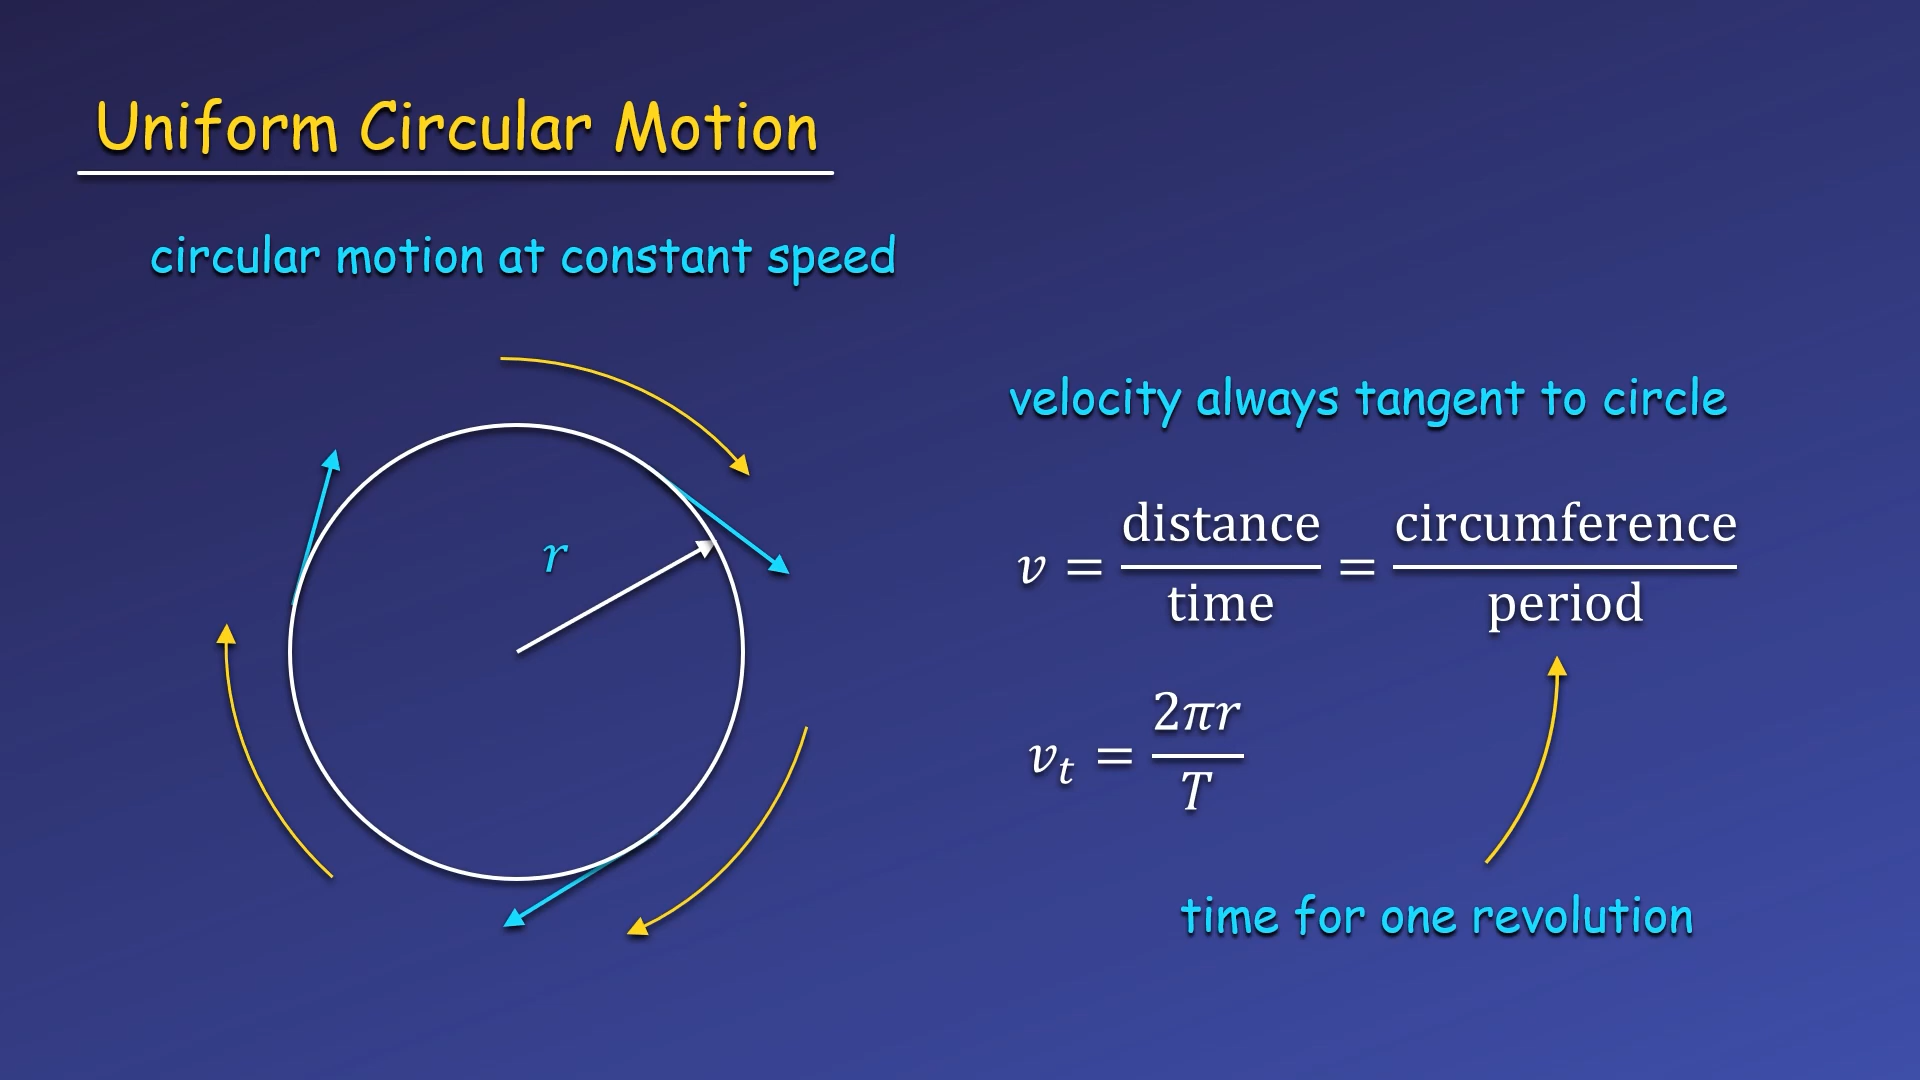 Uniform Circular Motion
circular motion at constant speed
r
velocity always tangent to circle
v = distance/time = circumference/period
v_t = 2πr/T
time for one revolution